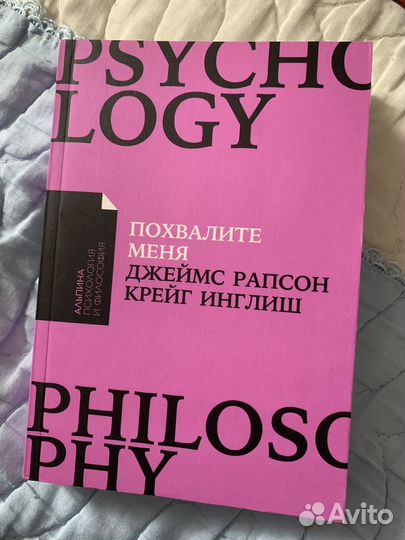 PSYCHO
LOGY
ПОХВАЛИТЕ
МЕНЯ
ДЖЕЙМС РАПСОН
КРЕЙГ ИНГЛИШ
АЛЬПИНА
ПСИХОЛОГИЯ
И ФИЛОСОФИЯ
PHILOSO
PHY
Avito